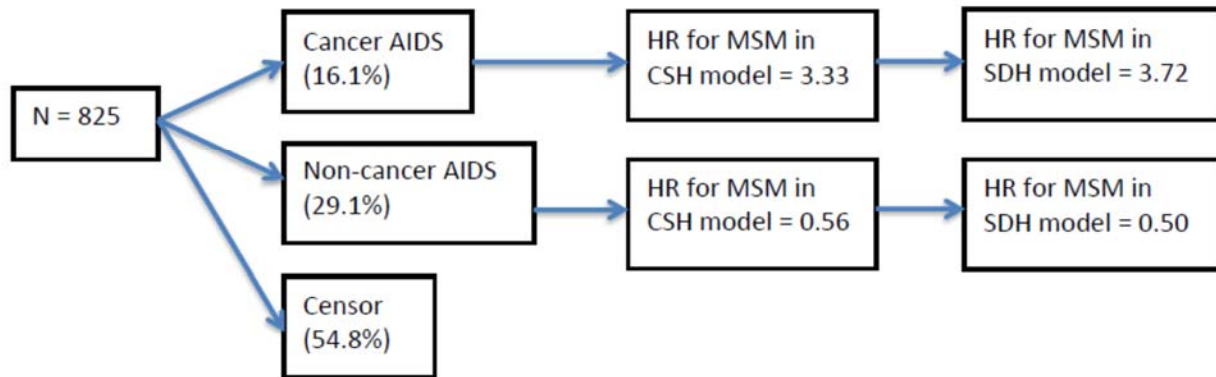 N = 825
Cancer AIDS
(16.1%)
HR for MSM in
CSH model = 3.33
HR for MSM in
SDH model = 3.72
Non-cancer AIDS
(29.1%)
HR for MSM in
CSH model = 0.56
HR for MSM in
SDH model = 0.50
Censor
(54.8%)